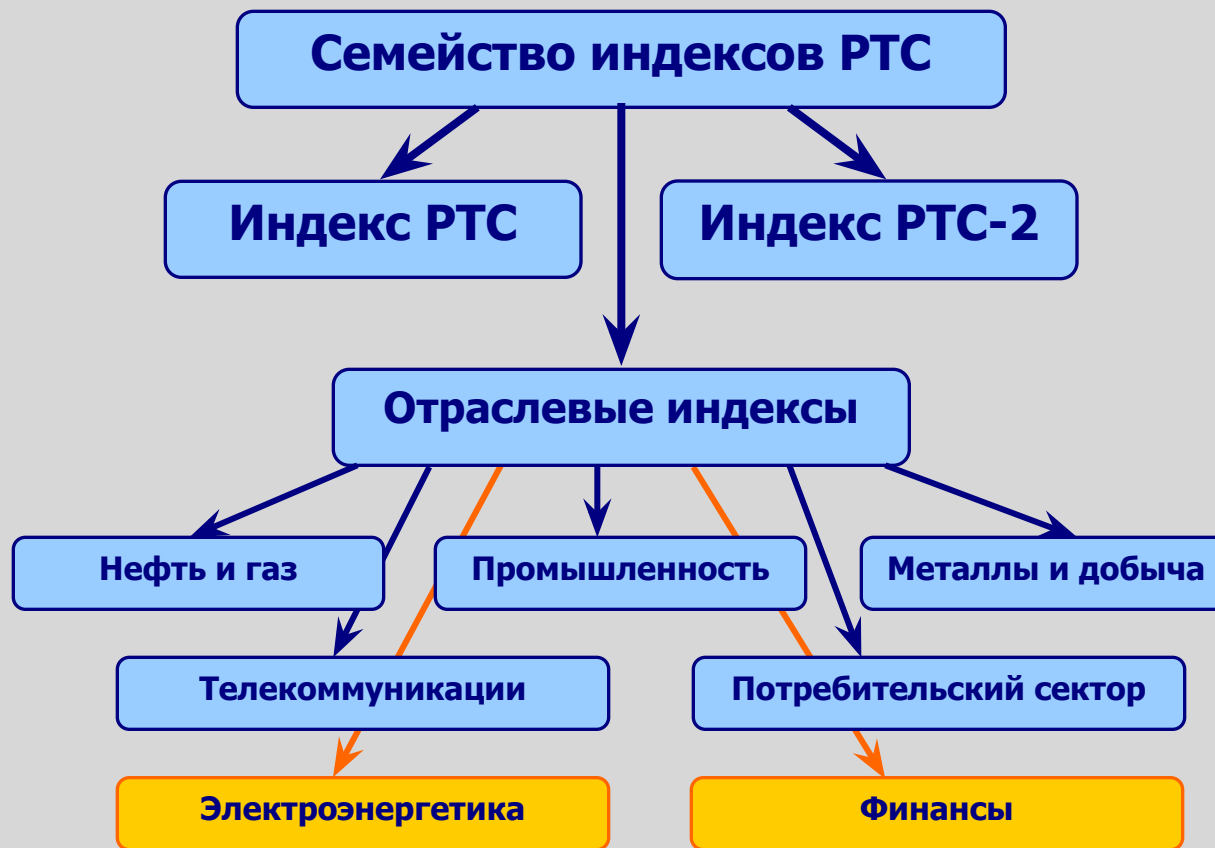 Семейство индексов РТС
Индекс РТС
Индекс РТС-2
Отраслевые индексы
Нефть и газ
Промышленность
Металлы и добыча
Телекоммуникации
Потребительский сектор
Электроэнергетика
Финансы